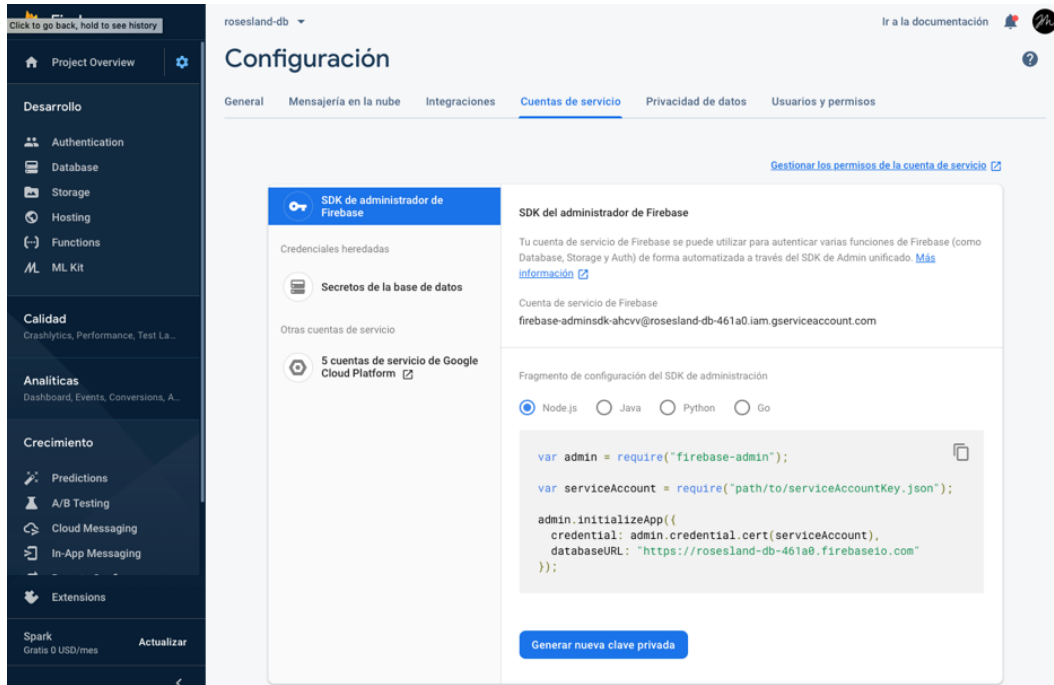 Click to go back, hold to see history
rosesland-db
Ir a la documentación
Project Overview
Configuración
General
Mensajería en la nube
Integraciones
Cuentas de servicio
Privacidad de datos
Usuarios y permisos
Desarrollo
Authentication
Database
Storage
Hosting
Functions
ML Kit
Calidad
Crashlytics, Performance, Test La...
Analíticas
Dashboard, Events, Conversions, A...
Crecimiento
Predictions
A/B Testing
Cloud Messaging
In-App Messaging
Extensions
Spark
Gratis 0 USD/mes
Actualizar
Gestionar los permisos de la cuenta de servicio
SDK de administrador de
Firebase
Credenciales heredadas
Secretos de la base de datos
Otras cuentas de servicio
5 cuentas de servicio de Google
Cloud Platform
SDK del administrador de Firebase
Tu cuenta de servicio de Firebase se puede utilizar para autenticar varias funciones de Firebase (como
Database, Storage y Auth) de forma automatizada a través del SDK de Admin unificado. Más
información
Cuenta de servicio de Firebase
firebase-adminsdk-ahcvv@rosesland-db-461a0.iam.gserviceaccount.com
Fragmento de configuración del SDK de administración
Node.js
Java
Python
Go
var admin = require("firebase-admin");
var serviceAccount = require("path/to/serviceAccountKey.json");
admin.initializeApp({
credential: admin.credential.cert(serviceAccount),
databaseURL: "https://rosesland-db-461a0.firebaseio.com"
});
Generar nueva clave privada